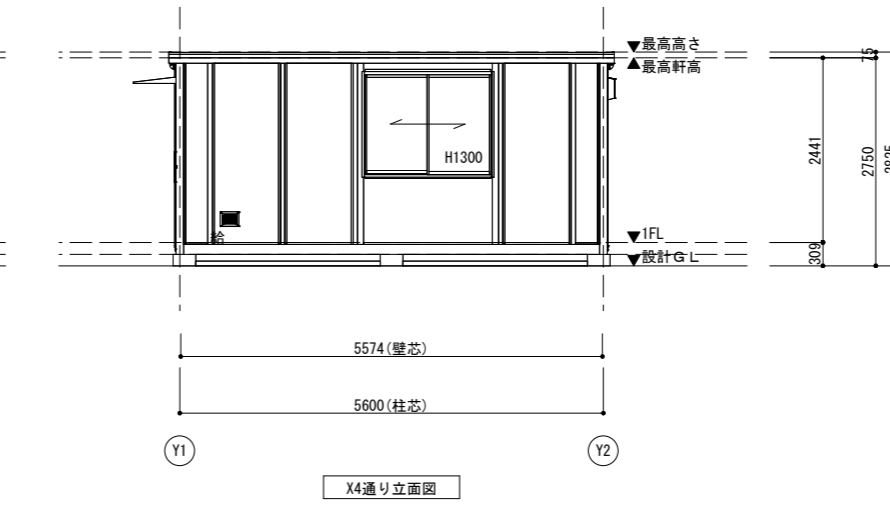 最高高さ
最高軒高
75
2441
2750
2825
H1300
給
1FL
309
設計GL
5574(壁芯)
5600(柱芯)
Y1
Y2
X4通り立面図